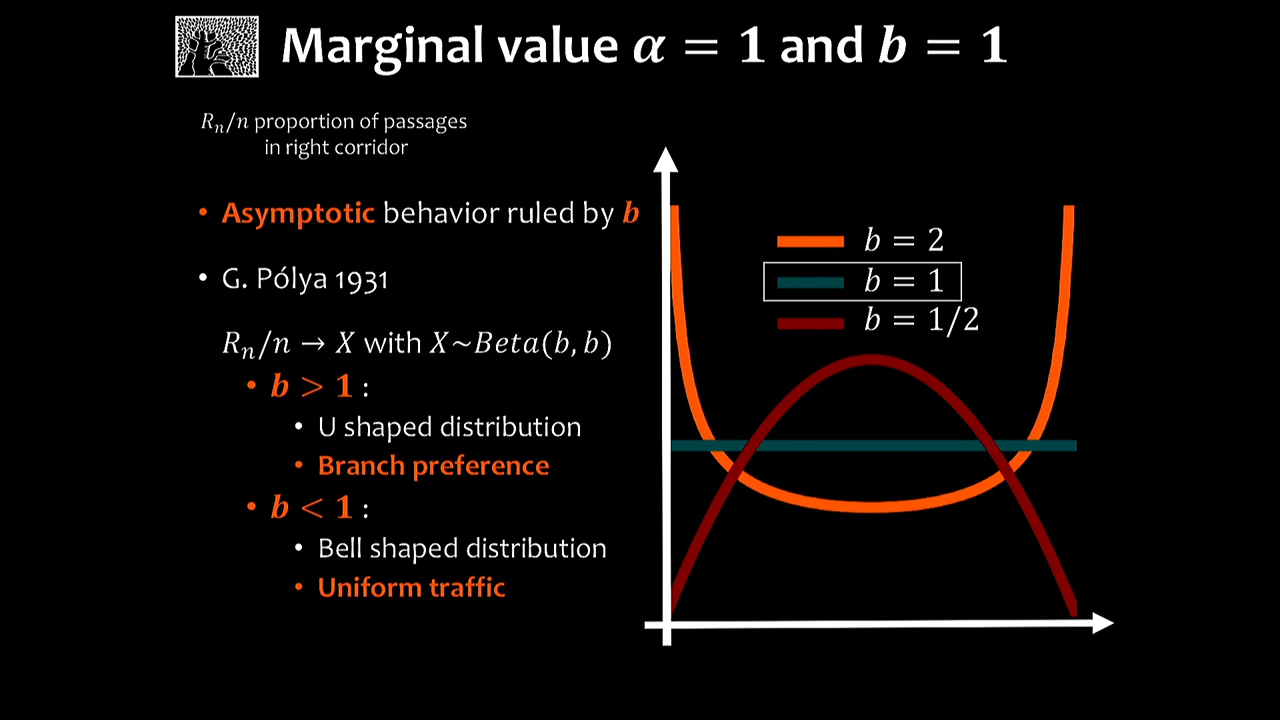 Marginal value α = 1 and b = 1
Rₙ/n proportion of passages
in right corridor
• Asymptotic behavior ruled by b
• G. Pólya 1931
Rₙ/n → X with X~Beta(b, b)
• b > 1 :
• U shaped distribution
• Branch preference
• b < 1 :
• Bell shaped distribution
• Uniform traffic
b = 2
b = 1
b = 1/2